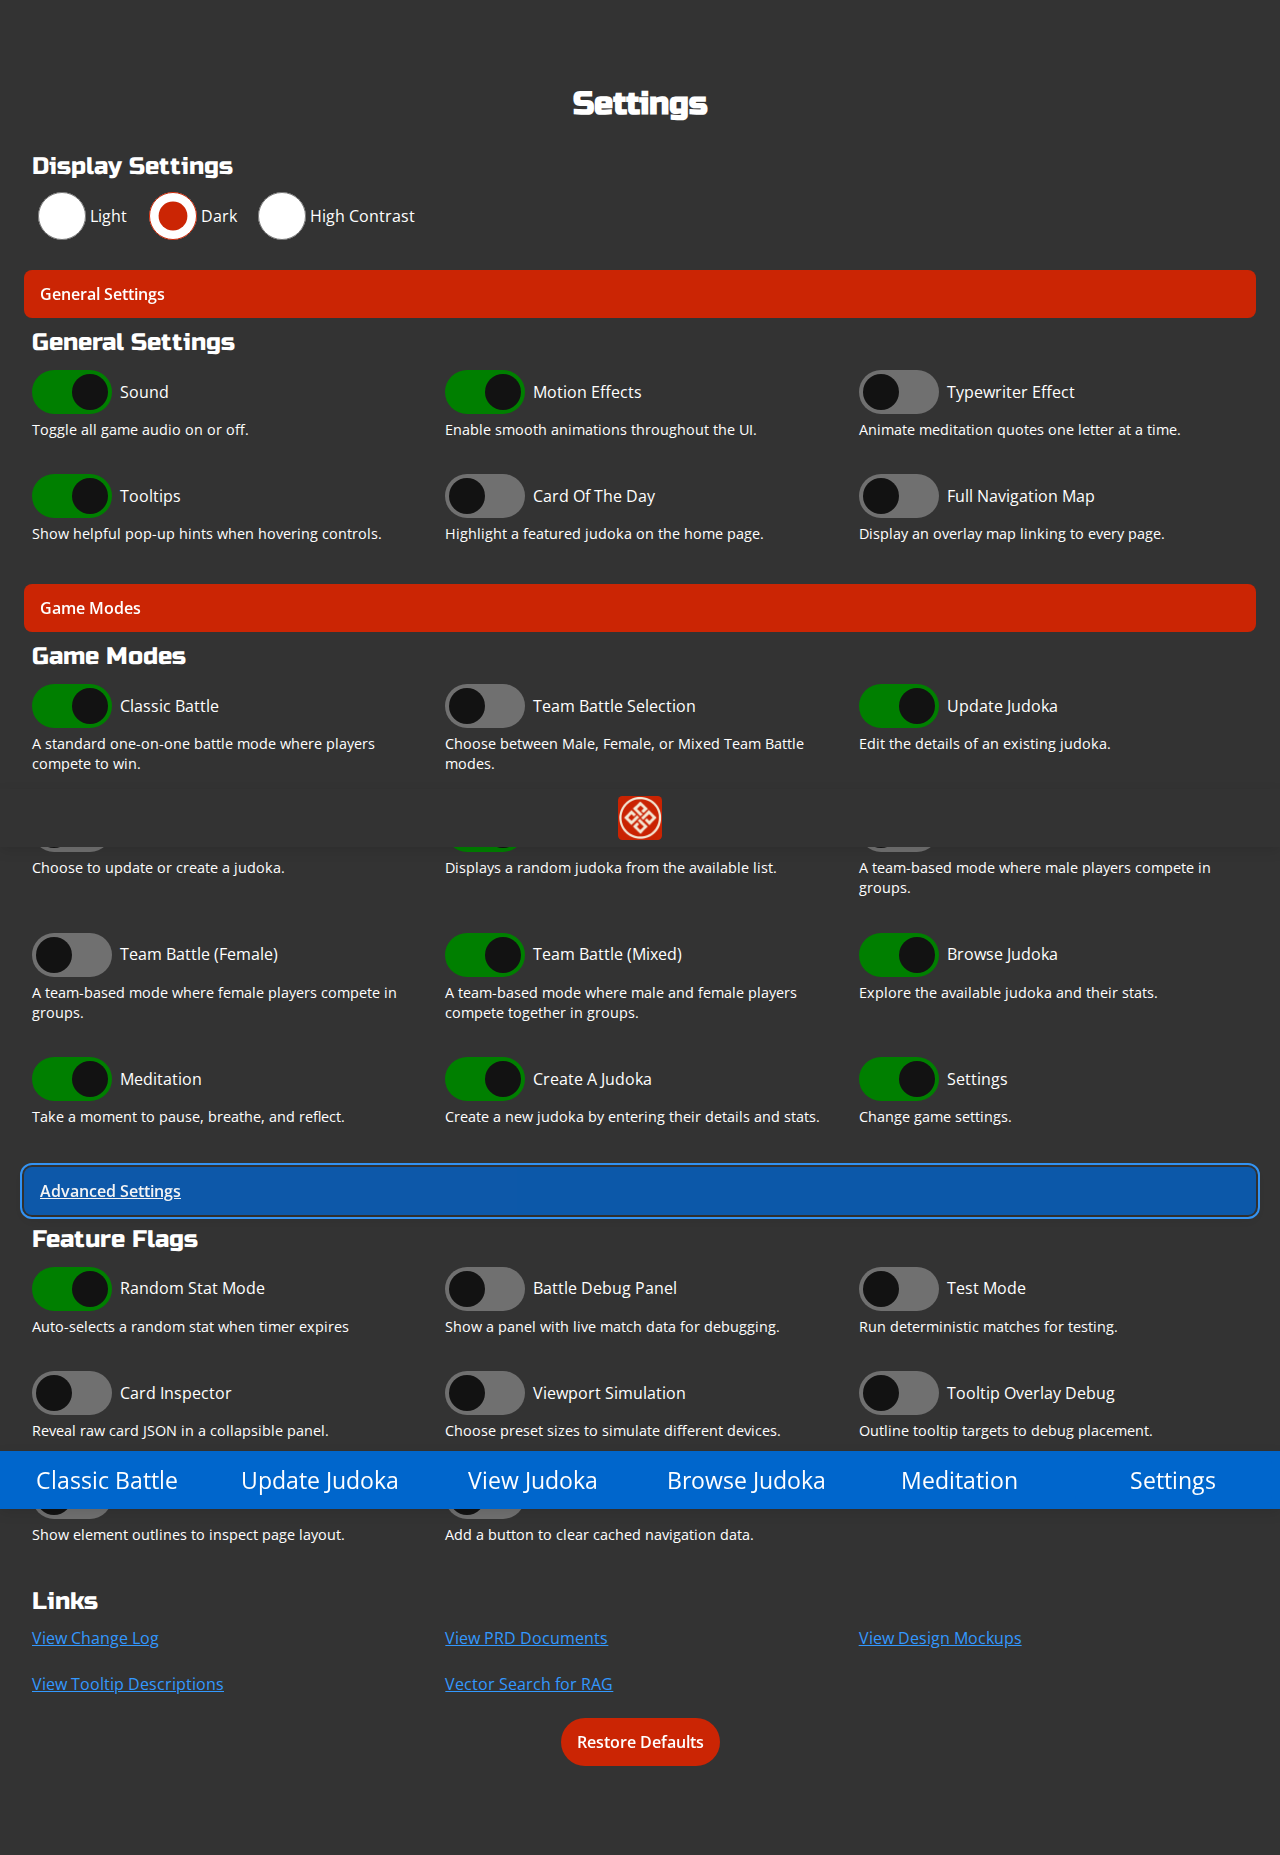 Settings
Display Settings
Light
Dark
High Contrast
General Settings
General Settings
Sound
Motion Effects
Typewriter Effect
Toggle all game audio on or off.
Enable smooth animations throughout the UI.
Animate meditation quotes one letter at a time.
Tooltips
Card Of The Day
Full Navigation Map
Show helpful pop-up hints when hovering controls.
Highlight a featured judoka on the home page.
Display an overlay map linking to every page.
Game Modes
Game Modes
Classic Battle
Team Battle Selection
Update Judoka
A standard one-on-one battle mode where players
compete to win.
Choose between Male, Female, or Mixed Team Battle
modes.
Edit the details of an existing judoka.
Choose to update or create a judoka.
Displays a random judoka from the available list.
A team-based mode where male players compete in
groups.
Team Battle (Female)
Team Battle (Mixed)
Browse Judoka
A team-based mode where female players compete in
groups.
A team-based mode where male and female players
compete together in groups.
Explore the available judoka and their stats.
Meditation
Create A Judoka
Settings
Take a moment to pause, breathe, and reflect.
Create a new judoka by entering their details and stats.
Change game settings.
Advanced Settings
Feature Flags
Random Stat Mode
Battle Debug Panel
Test Mode
Auto-selects a random stat when timer expires
Show a panel with live match data for debugging.
Run deterministic matches for testing.
Card Inspector
Viewport Simulation
Tooltip Overlay Debug
Reveal raw card JSON in a collapsible panel.
Choose preset sizes to simulate different devices.
Outline tooltip targets to debug placement.
Classic Battle
Update Judoka
View Judoka
Browse Judoka
Meditation
Settings
Show element outlines to inspect page layout.
Add a button to clear cached navigation data.
Links
View Change Log
View PRD Documents
View Design Mockups
View Tooltip Descriptions
Vector Search for RAG
Restore Defaults